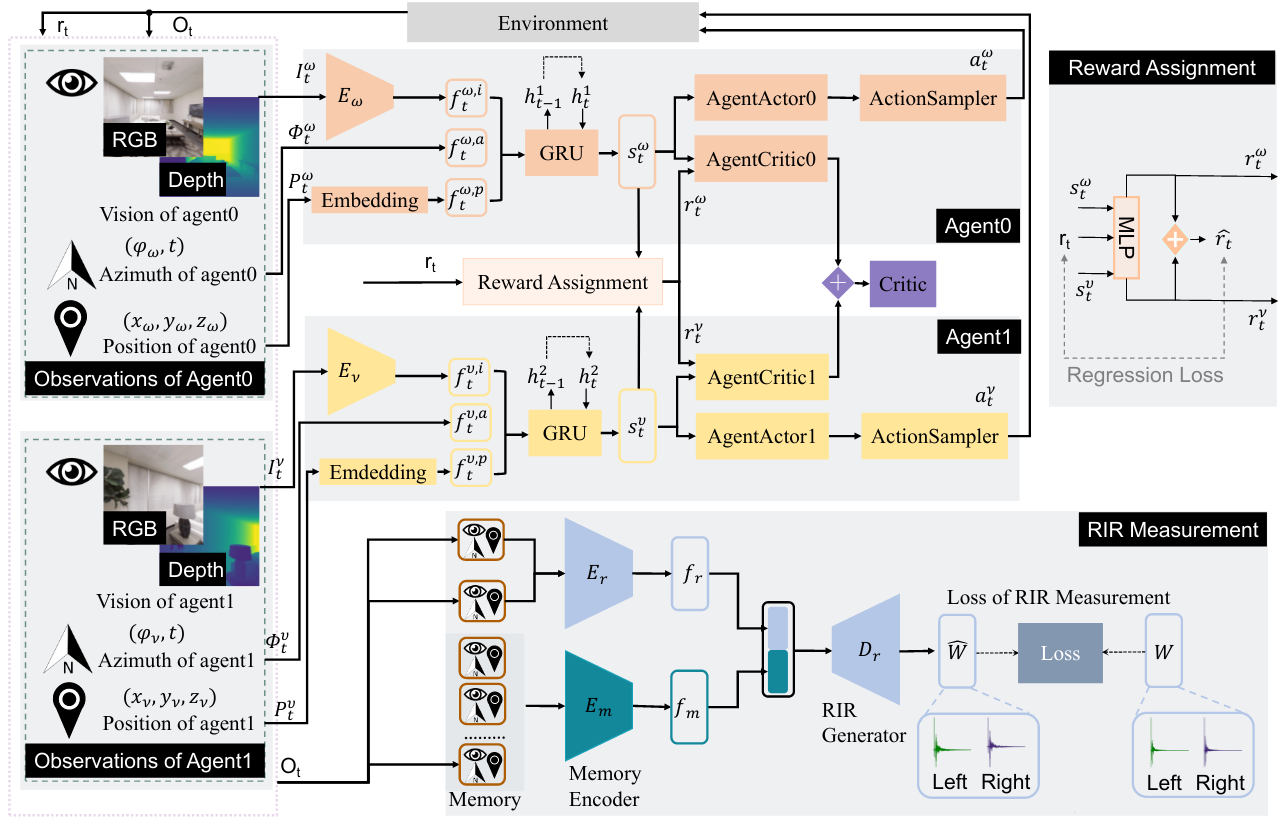 r_t
O_t
Environment
RGB
Depth
Vision of agent0
(φ_ω, t)
N
Azimuth of agent0
(x_ω, y_ω, z_ω)
Position of agent0
Observations of Agent0
I_t^ω
Φ_t^ω
P_t^ω
E_ω
Embedding
f_t^{ω,i}
f_t^{ω,a}
f_t^{ω,p}
h_{t-1}^1
h_t^1
GRU
s_t^ω
AgentActor0
AgentCritic0
ActionSampler
a_t^ω
r_t^ω
Agent0
r_t
Reward Assignment
+
Critic
Agent1
r_t^ν
E_ν
Emdedding
f_t^{υ,i}
f_t^{υ,a}
f_t^{υ,p}
h_{t-1}^2
h_t^2
GRU
s_t^υ
AgentCritic1
AgentActor1
ActionSampler
a_t^ν
Reward Assignment
s_t^ω
r_t
s_t^υ
MLP
r_t^ω
+
r̂_t
r_t^ν
Regression Loss
RGB
Depth
Vision of agent1
(φ_ν, t)
N
Azimuth of agent1
(x_ν, y_ν, z_ν)
Position of agent1
Observations of Agent1
I_t^ν
Φ_t^υ
P_t^υ
O_t
RIR Measurement
N
N
N
N
..........
N
Memory
E_r
E_m
Memory
Encoder
f_r
f_m
D_r
RIR
Generator
Loss of RIR Measurement
Ŵ
Loss
W
Left Right
Left Right